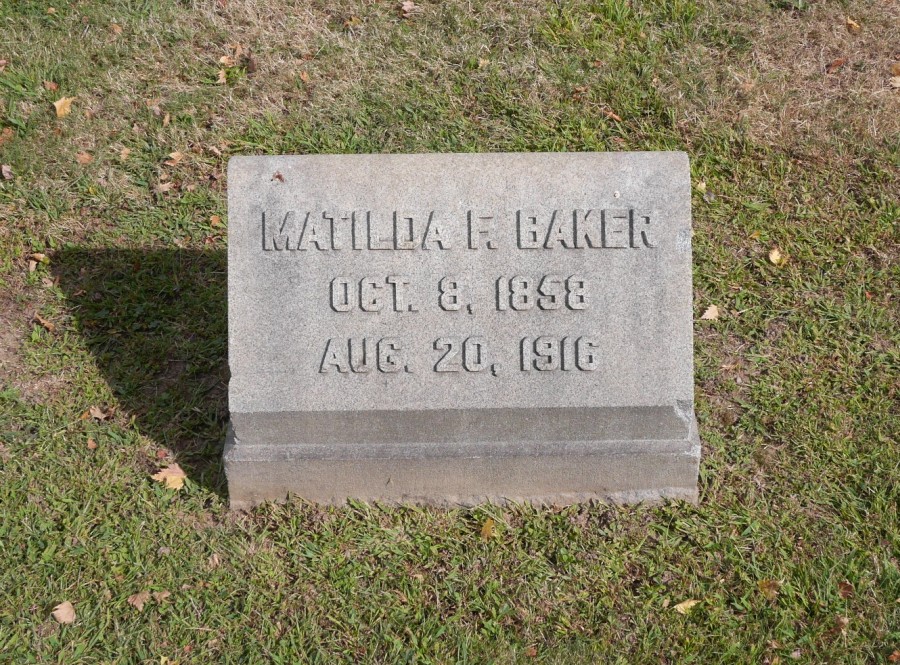 MATILDA F. BAKER
OCT. 8, 1858
AUG. 20, 1916